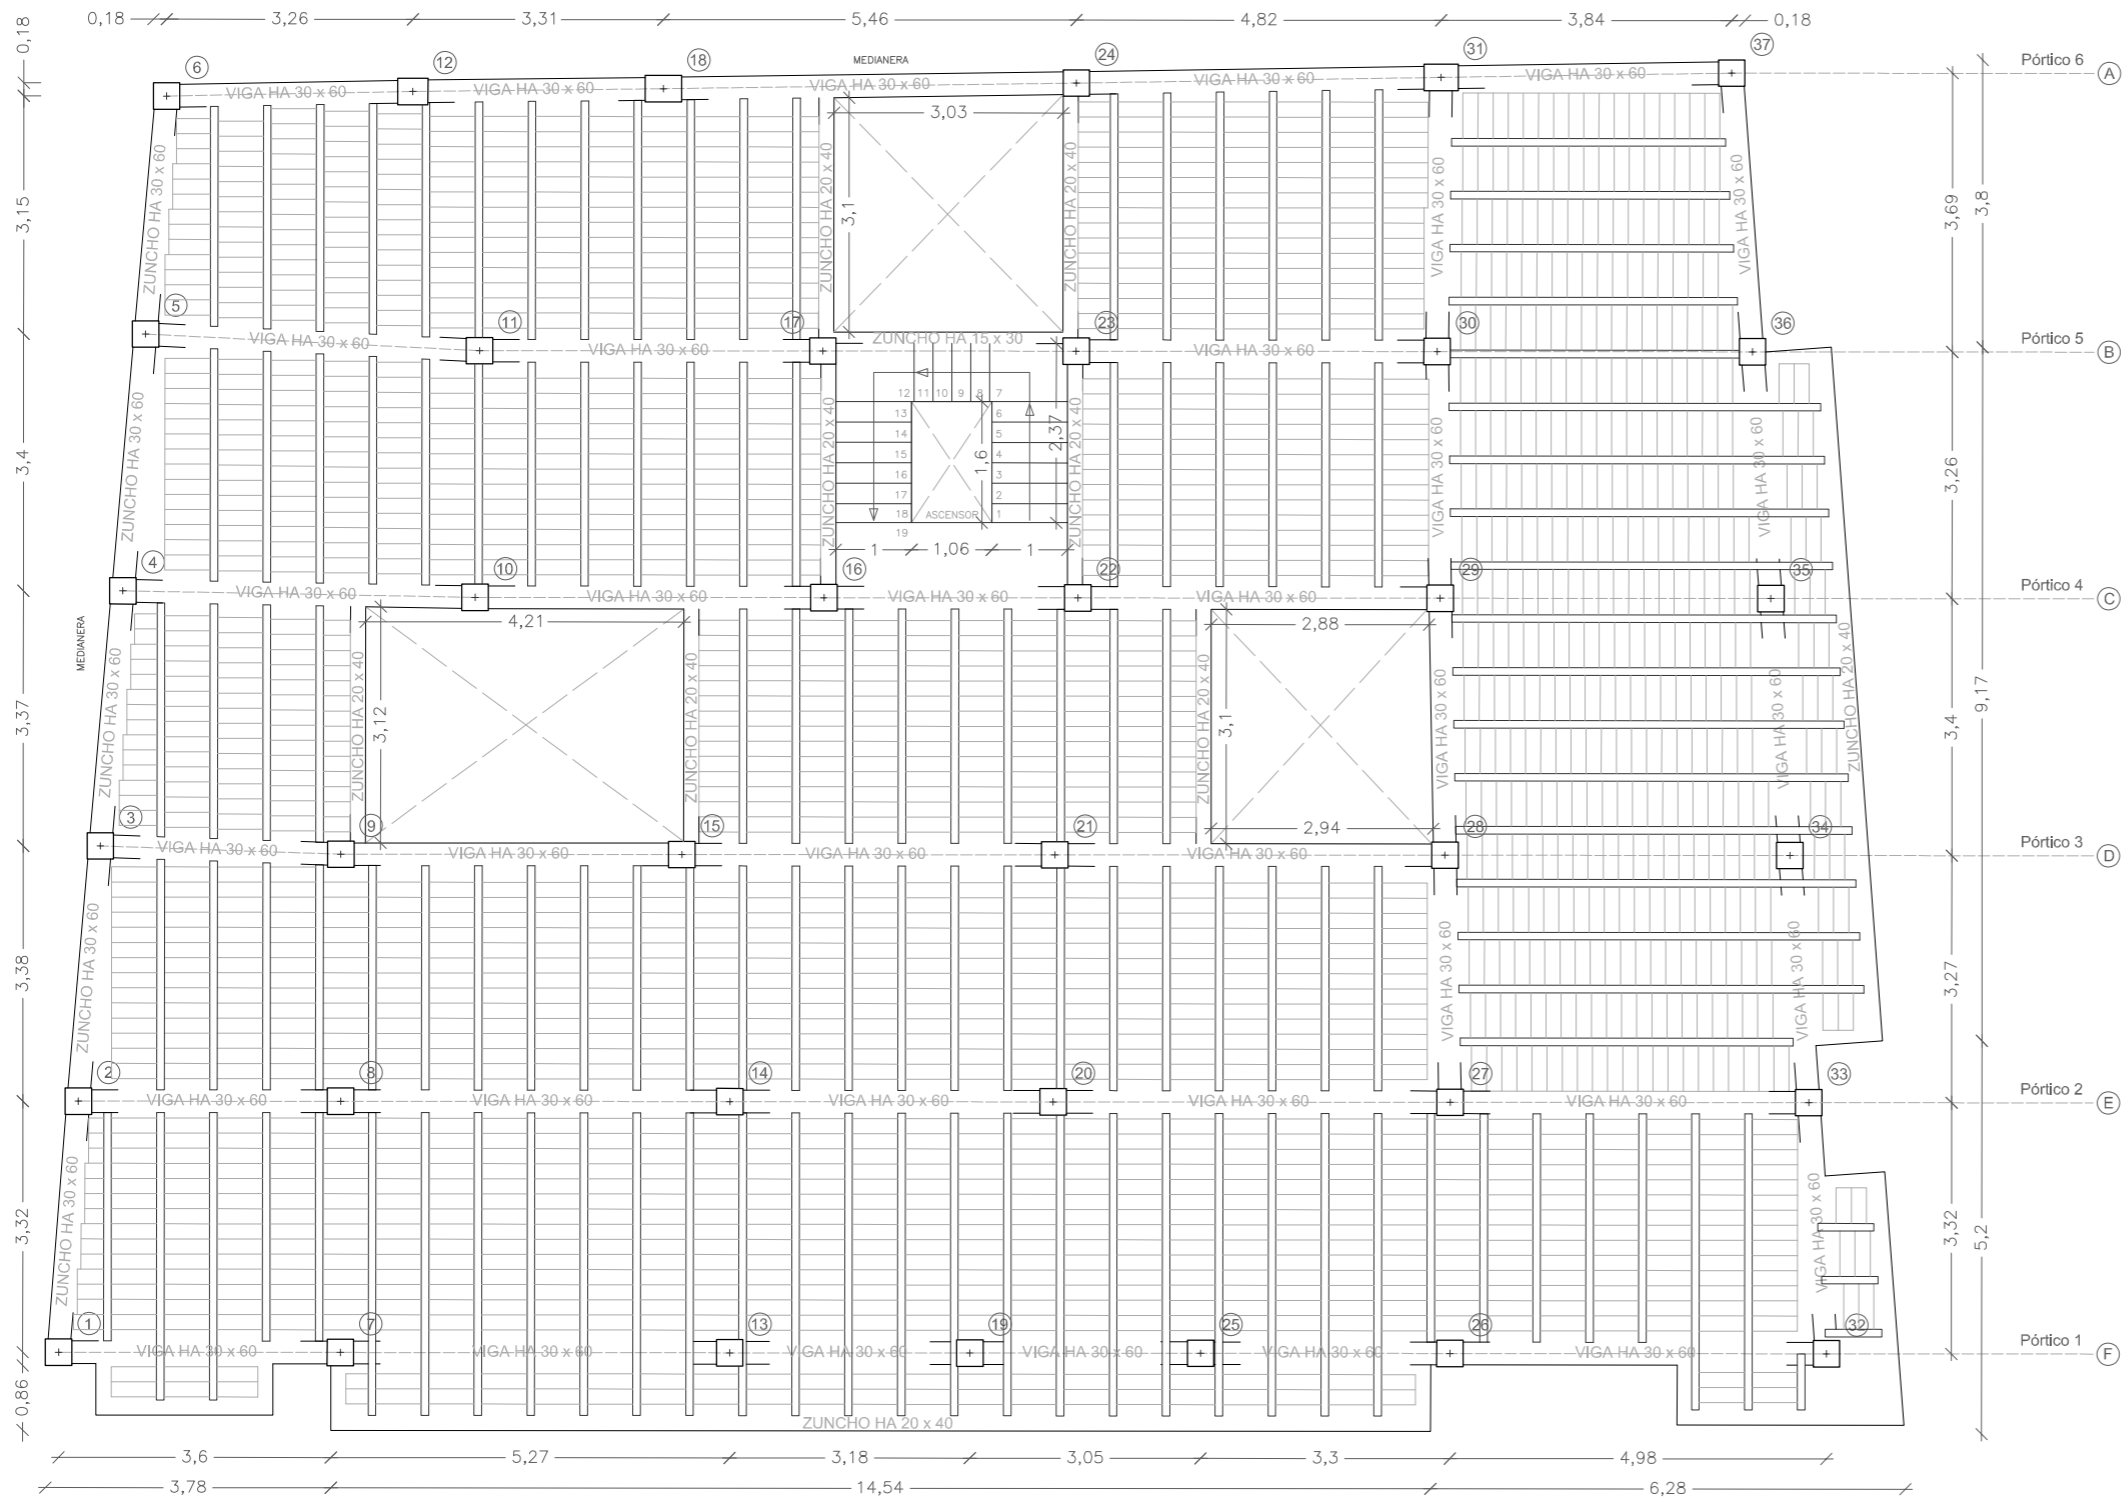 0,18
3,26
3,31
5,46
4,82
3,84
0,18
0,18
6
12
18
MEDIANERA
24
31
37
Pórtico 6
A
VIGA HA 30 x 60
VIGA HA 30 x 60
VIGA HA 30 x 60
VIGA HA 30 x 60
VIGA HA 30 x 60
3,03
3,15
ZUNCHO HA 30 x 60
3,1
ZUNCHO HA 20 x 40
ZUNCHO HA 20 x 40
VIGA HA 30 x 60
VIGA HA 30 x 60
3,69
3,8
5
11
17
23
30
36
VIGA HA 30 x 60
VIGA HA 30 x 60
ZUNCHO HA 15 x 30
VIGA HA 30 x 60
Pórtico 5
B
3,4
ZUNCHO HA 30 x 60
ZUNCHO HA 20 x 40
12
11
10
9
8
7
13
6
14
5
15
4
16
3
17
2
18
ASCENSOR
1
19
1,6
2,37
ZUNCHO HA 20 x 40
VIGA HA 30 x 60
VIGA HA 30 x 60
3,26
1
1,06
1
4
10
16
22
29
35
VIGA HA 30 x 60
VIGA HA 30 x 60
VIGA HA 30 x 60
VIGA HA 30 x 60
Pórtico 4
C
MEDIANERA
4,21
2,88
3,37
ZUNCHO HA 30 x 60
ZUNCHO HA 20 x 40
3,12
ZUNCHO HA 20 x 40
ZUNCHO HA 20 x 40
3,1
VIGA HA 30 x 60
VIGA HA 30 x 60
ZUNCHO HA 20 x 40
3,4
9,17
2,94
3
9
15
21
28
34
VIGA HA 30 x 60
VIGA HA 30 x 60
VIGA HA 30 x 60
VIGA HA 30 x 60
Pórtico 3
D
3,38
ZUNCHO HA 30 x 60
VIGA HA 30 x 60
VIGA HA 30 x 60
3,27
2
8
14
20
27
33
VIGA HA 30 x 60
VIGA HA 30 x 60
VIGA HA 30 x 60
VIGA HA 30 x 60
VIGA HA 30 x 60
Pórtico 2
E
3,32
ZUNCHO HA 30 x 60
VIGA HA 30 x 60
3,32
5,2
1
7
13
19
25
26
32
VIGA HA 30 x 60
VIGA HA 30 x 60
VIGA HA 30 x 60
VIGA HA 30 x 60
VIGA HA 30 x 60
VIGA HA 30 x 60
Pórtico 1
F
0,86
ZUNCHO HA 20 x 40
3,6
5,27
3,18
3,05
3,3
4,98
3,78
14,54
6,28